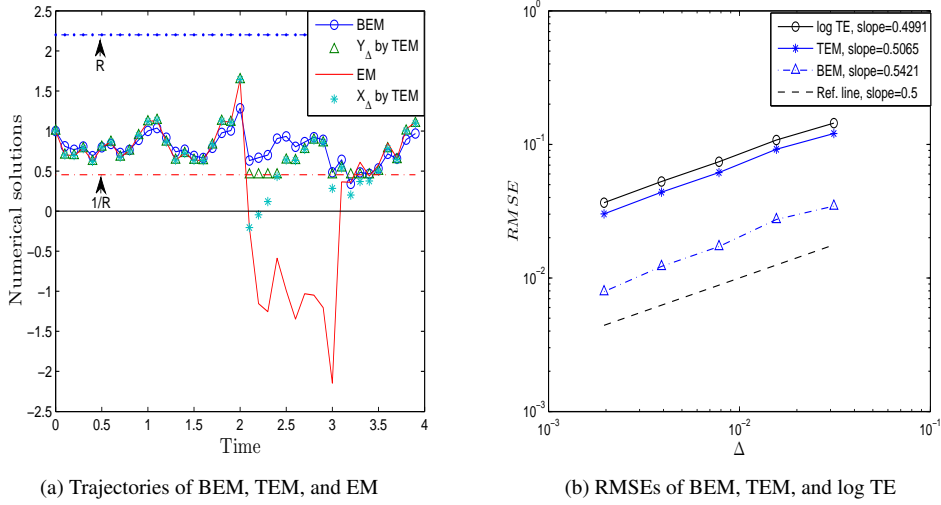 2.5
2
1.5
1
0.5
0
−0.5
−1
−1.5
−2
−2.5
Numerical solutions
0
0.5
1
1.5
2
2.5
3
3.5
4
Time
R
1/R
BEM
Y_Δ by TEM
EM
X_Δ by TEM
(a) Trajectories of BEM, TEM, and EM
10^0
10^−1
10^−2
10^−3
RMSE
10^−3
10^−2
10^−1
Δ
log TE, slope=0.4991
TEM, slope=0.5065
BEM, slope=0.5421
Ref. line, slope=0.5
(b) RMSEs of BEM, TEM, and log TE